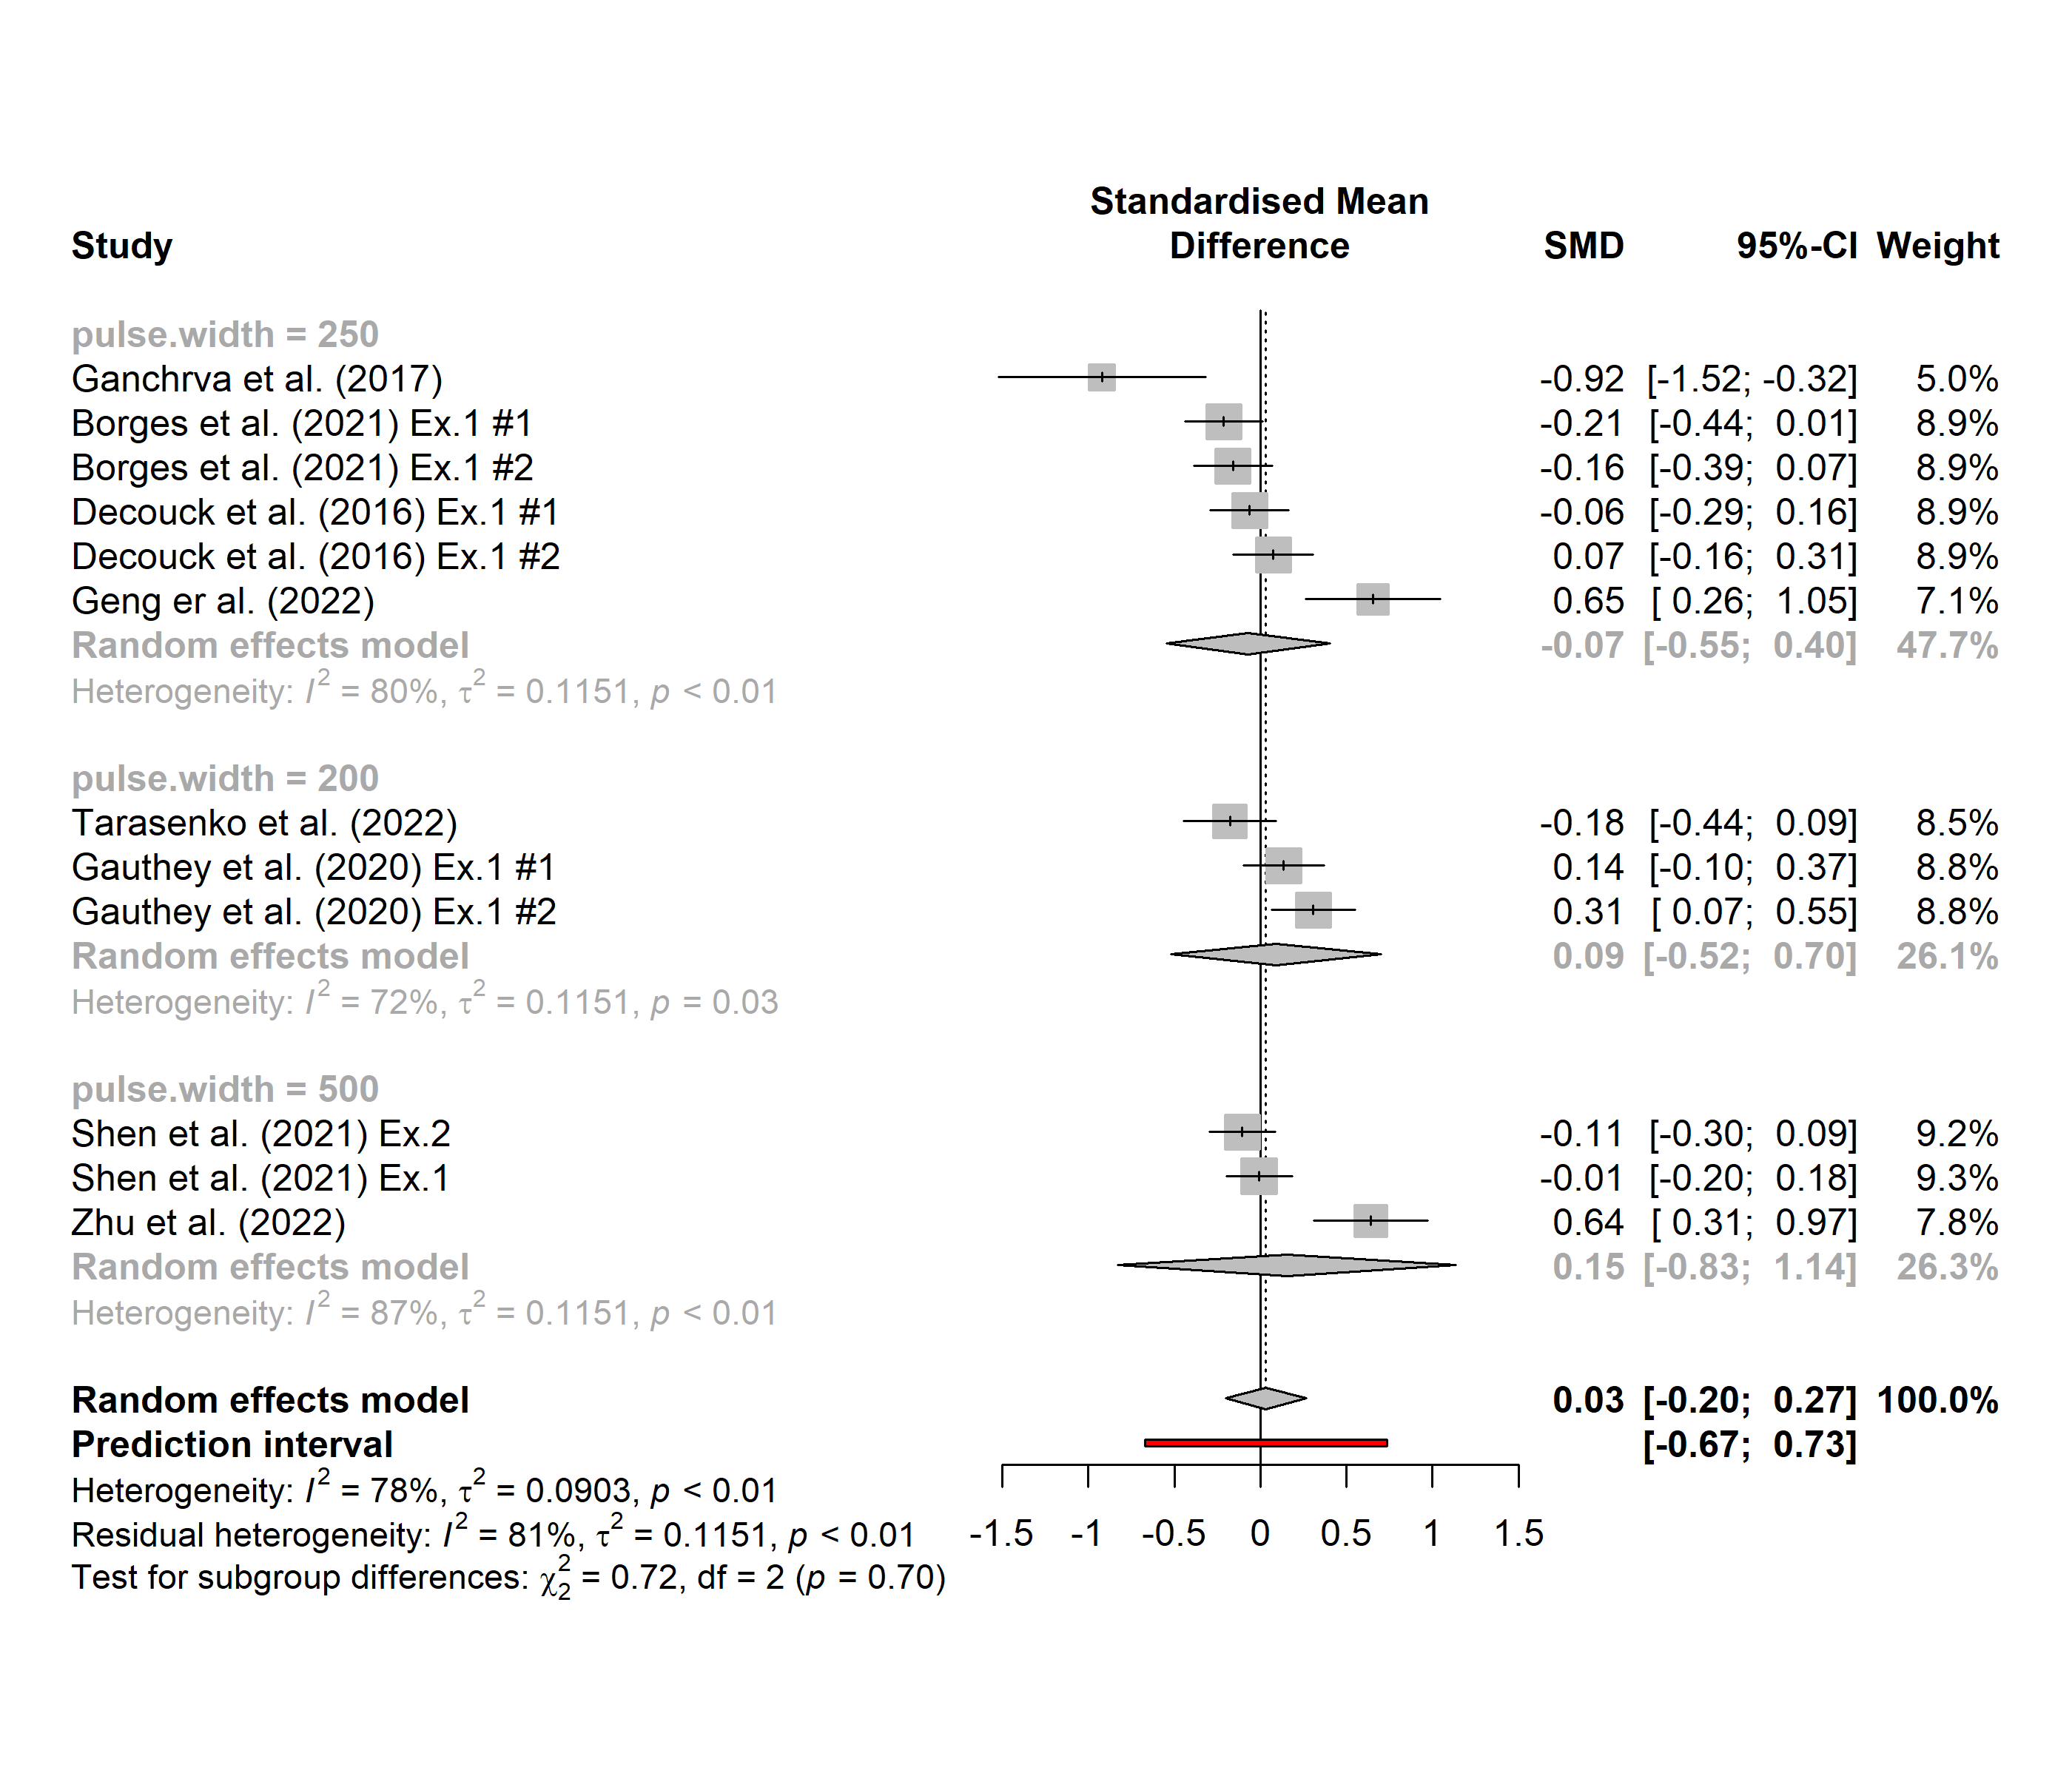 Standardised Mean
Study Difference SMD 95%-CI Weight
pulse.width = 250
Ganchrva et al. (2017) -0.92 [-1.52; -0.32] 5.0%
Borges et al. (2021) Ex.1 #1 -0.21 [-0.44; 0.01] 8.9%
Borges et al. (2021) Ex.1 #2 -0.16 [-0.39; 0.07] 8.9%
Decouck et al. (2016) Ex.1 #1 -0.06 [-0.29; 0.16] 8.9%
Decouck et al. (2016) Ex.1 #2 0.07 [-0.16; 0.31] 8.9%
Geng er al. (2022) 0.65 [ 0.26; 1.05] 7.1%
Random effects model -0.07 [-0.55; 0.40] 47.7%
Heterogeneity: I² = 80%, τ² = 0.1151, p < 0.01
pulse.width = 200
Tarasenko et al. (2022) -0.18 [-0.44; 0.09] 8.5%
Gauthey et al. (2020) Ex.1 #1 0.14 [-0.10; 0.37] 8.8%
Gauthey et al. (2020) Ex.1 #2 0.31 [ 0.07; 0.55] 8.8%
Random effects model 0.09 [-0.52; 0.70] 26.1%
Heterogeneity: I² = 72%, τ² = 0.1151, p = 0.03
pulse.width = 500
Shen et al. (2021) Ex.2 -0.11 [-0.30; 0.09] 9.2%
Shen et al. (2021) Ex.1 -0.01 [-0.20; 0.18] 9.3%
Zhu et al. (2022) 0.64 [ 0.31; 0.97] 7.8%
Random effects model 0.15 [-0.83; 1.14] 26.3%
Heterogeneity: I² = 87%, τ² = 0.1151, p < 0.01
Random effects model 0.03 [-0.20; 0.27] 100.0%
Prediction interval [-0.67; 0.73]
Heterogeneity: I² = 78%, τ² = 0.0903, p < 0.01
Residual heterogeneity: I² = 81%, τ² = 0.1151, p < 0.01
-1.5 -1 -0.5 0 0.5 1 1.5
Test for subgroup differences: χ²₂ = 0.72, df = 2 (p = 0.70)